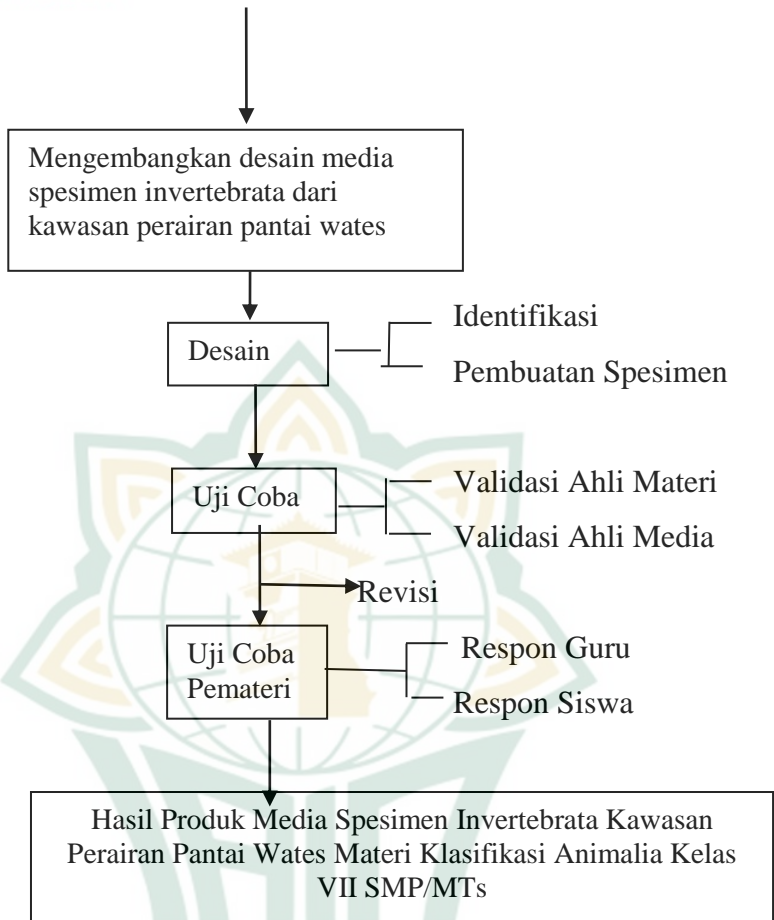 Mengembangkan desain media
spesimen invertebrata dari
kawasan perairan pantai wates
Desain
Identifikasi
Pembuatan Spesimen
Uji Coba
Validasi Ahli Materi
Validasi Ahli Media
Revisi
Uji Coba
Pemateri
Respon Guru
Respon Siswa
Hasil Produk Media Spesimen Invertebrata Kawasan
Perairan Pantai Wates Materi Klasifikasi Animalia Kelas
VII SMP/MTs